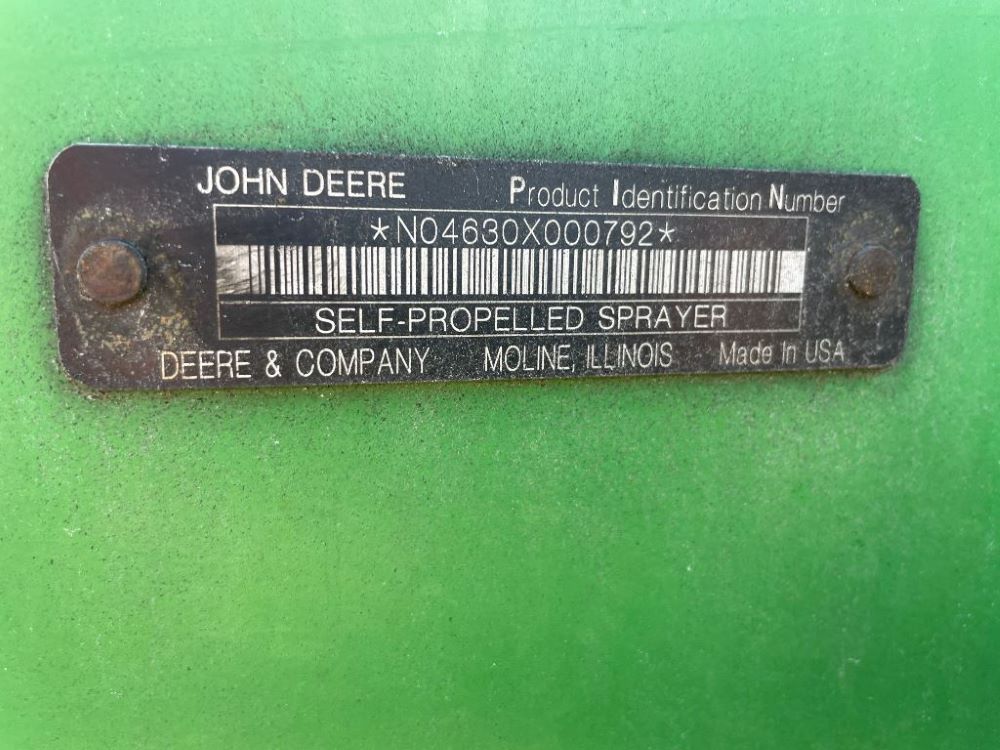 JOHN DEERE Product Identification Number
*N04630X000792*
SELF-PROPELLED SPRAYER
DEERE & COMPANY MOLINE, ILLINOIS Made In USA